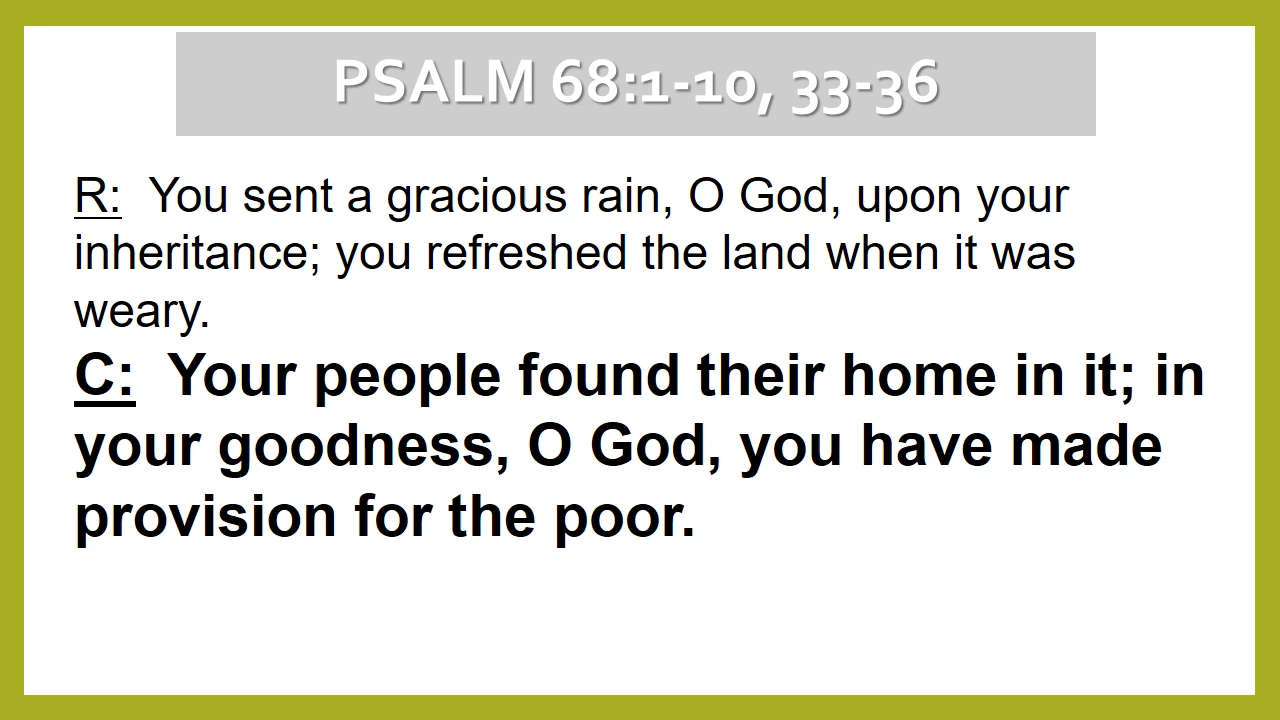 PSALM 68:1-10, 33-36
R: You sent a gracious rain, O God, upon your
inheritance; you refreshed the land when it was
weary.
C: Your people found their home in it; in
your goodness, O God, you have made
provision for the poor.